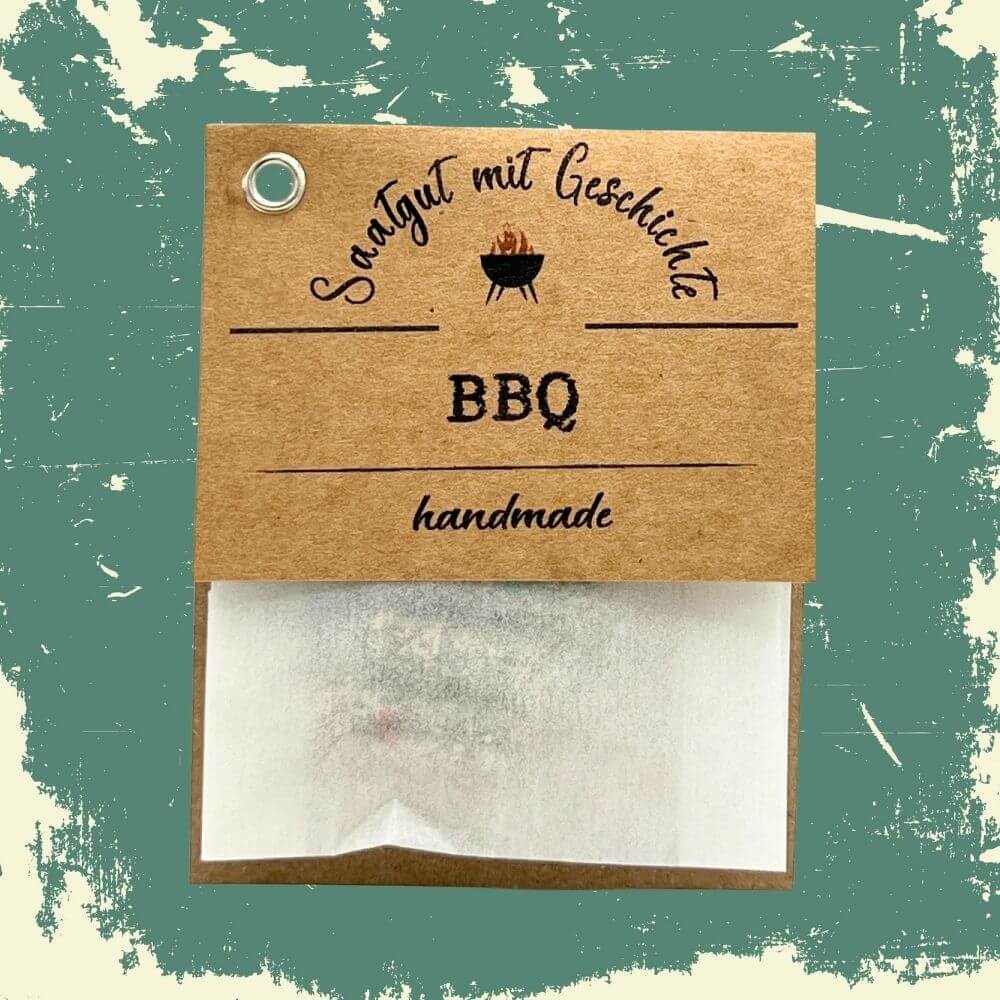 Saatgut mit Geschichte
BBQ
handmade